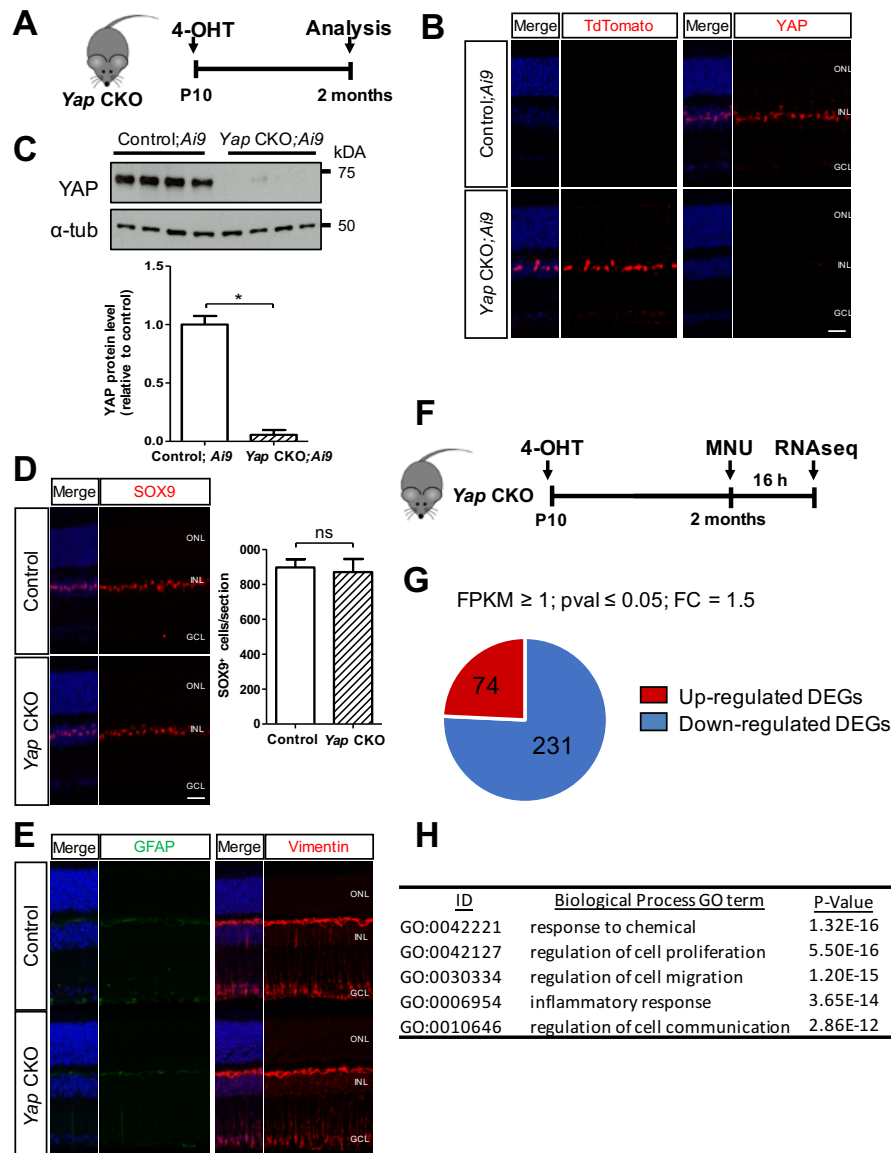 A
4-OHT
Analysis
Yap CKO
P10
2 months
B
Merge
TdTomato
Merge
YAP
Control;Ai9
ONL
INL
GCL
Yap CKO;Ai9
ONL
INL
GCL
C
Control;Ai9
Yap CKO;Ai9
kDA
YAP
75
α-tub
50
YAP protein level
(relative to control)
1.5
1.0
0.5
0.0
*
Control; Ai9
Yap CKO;Ai9
D
Merge
SOX9
Control
ONL
INL
GCL
Yap CKO
ONL
INL
GCL
SOX9+ cells/section
000
800
600
400
200
0
ns
Control
Yap CKO
E
Merge
GFAP
Merge
Vimentin
Control
ONL
INL
GCL
Yap CKO
ONL
INL
GCL
F
4-OHT
MNU
RNAseq
16 h
Yap CKO
P10
2 months
G
FPKM ≥ 1; pval ≤ 0.05; FC = 1.5
74
231
Up-regulated DEGs
Down-regulated DEGs
H
ID Biological Process GO term P-Value
GO:0042221 response to chemical 1.32E-16
GO:0042127 regulation of cell proliferation 5.50E-16
GO:0030334 regulation of cell migration 1.20E-15
GO:0006954 inflammatory response 3.65E-14
GO:0010646 regulation of cell communication 2.86E-12